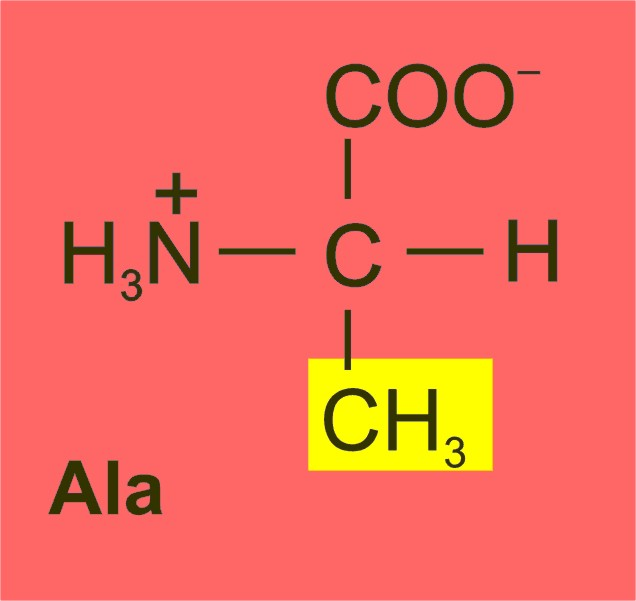 COO⁻
H₃N⁺ — C — H
CH₃
Ala